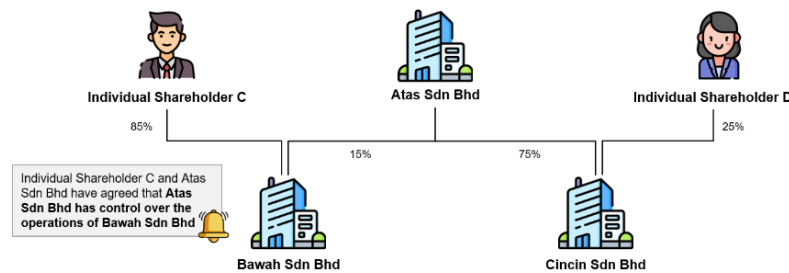 Individual Shareholder C
Atas Sdn Bhd
Individual Shareholder D
85%
15%
75%
25%
Individual Shareholder C and Atas
Sdn Bhd have agreed that Atas
Sdn Bhd has control over the
operations of Bawah Sdn Bhd
Bawah Sdn Bhd
Cincin Sdn Bhd